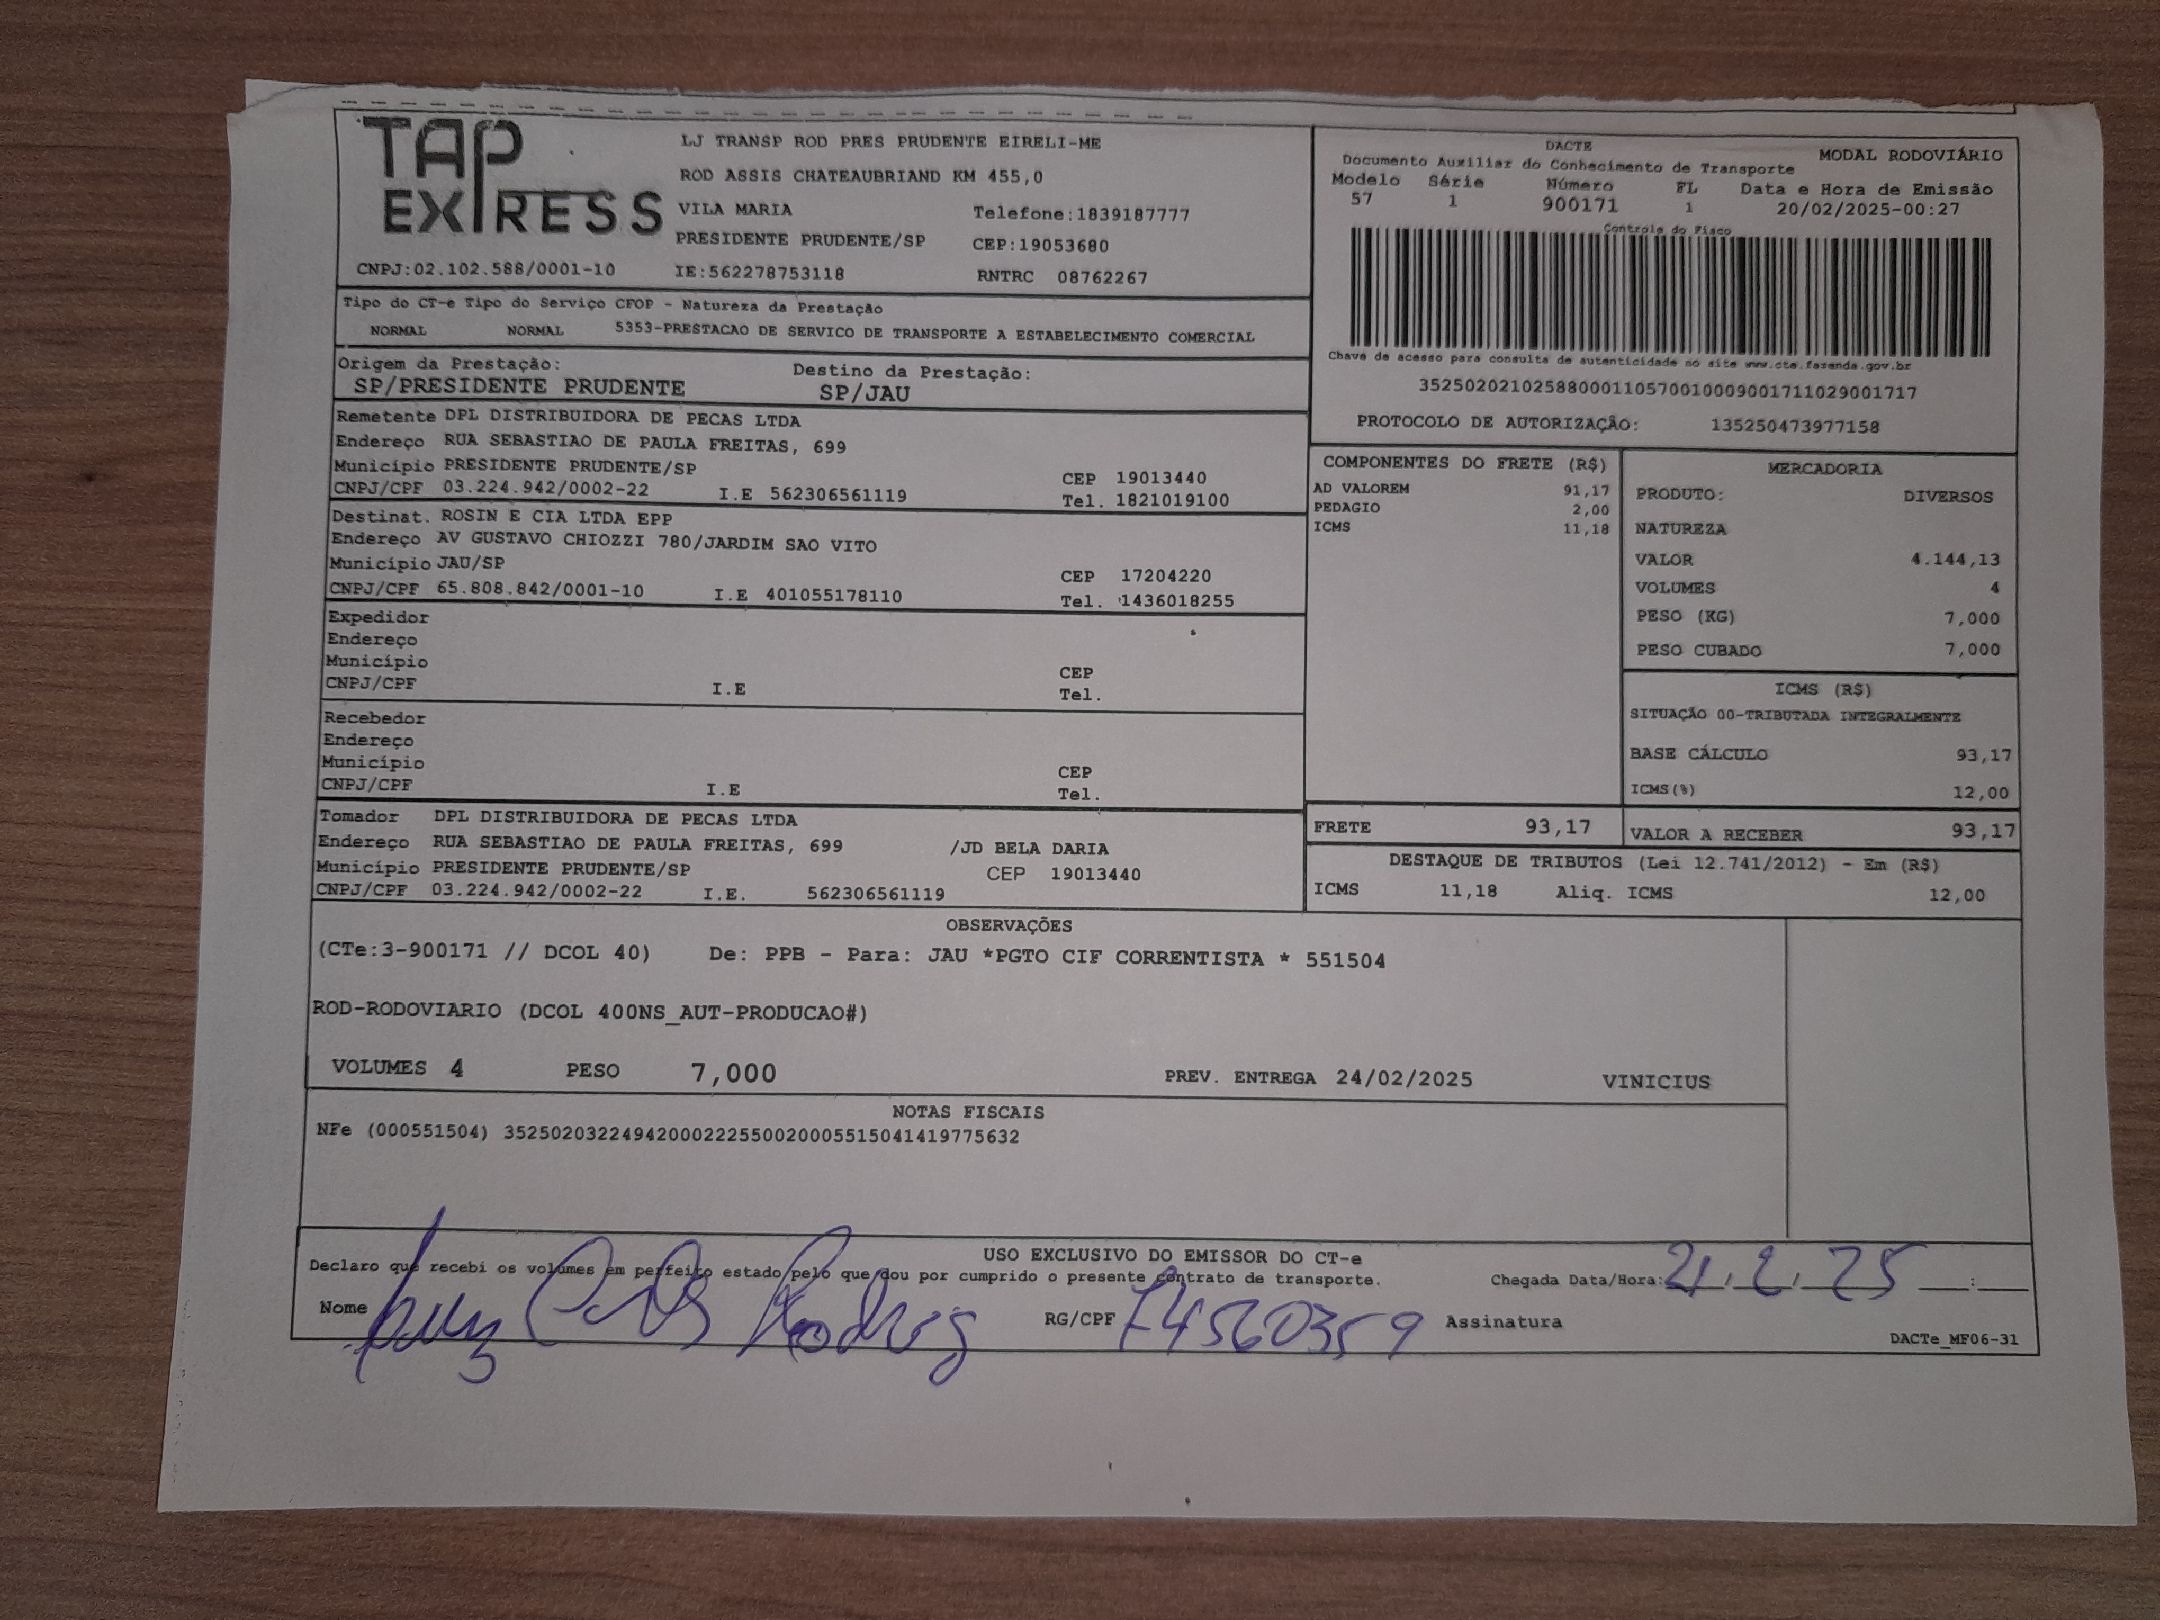 TAP
EXPRESS
LJ TRANSP ROD PRES PRUDENTE EIRELI-ME
ROD ASSIS CHATEAUBRIAND KM 455,0
VILA MARIA Telefone:1839187777
PRESIDENTE PRUDENTE/SP CEP:19053680
CNPJ:02.102.588/0001-10 IE:562278753118 RNTRC 08762267
DACTE
Documento Auxiliar do Conhecimento de Transporte MODAL RODOVIÁRIO
Modelo Série Número FL Data e Hora de Emissão
57 1 900171 1 20/02/2025-00:27
Controle do Fisco
Chave de acesso para consulta de autenticidade no site www.cte.fazenda.gov.br
35250202102588000110570010009001711029001717
PROTOCOLO DE AUTORIZAÇÃO: 135250473977158
Tipo do CT-e Tipo do Serviço CFOP - Natureza da Prestação
NORMAL NORMAL 5353-PRESTACAO DE SERVICO DE TRANSPORTE A ESTABELECIMENTO COMERCIAL
Origem da Prestação: Destino da Prestação:
SP/PRESIDENTE PRUDENTE SP/JAU
Remetente DPL DISTRIBUIDORA DE PECAS LTDA
Endereço RUA SEBASTIAO DE PAULA FREITAS, 699
Município PRESIDENTE PRUDENTE/SP CEP 19013440
CNPJ/CPF 03.224.942/0002-22 I.E 562306561119 Tel. 1821019100
Destinat. ROSIN E CIA LTDA EPP
Endereço AV GUSTAVO CHIOZZI 780/JARDIM SAO VITO
Município JAU/SP CEP 17204220
CNPJ/CPF 65.808.842/0001-10 I.E 401055178110 Tel. 1436018255
Expedidor
Endereço
Município CEP
CNPJ/CPF I.E Tel.
Recebedor
Endereço
Município CEP
CNPJ/CPF I.E Tel.
Tomador DPL DISTRIBUIDORA DE PECAS LTDA
Endereço RUA SEBASTIAO DE PAULA FREITAS, 699 /JD BELA DARIA
Município PRESIDENTE PRUDENTE/SP CEP 19013440
CNPJ/CPF 03.224.942/0002-22 I.E. 562306561119
COMPONENTES DO FRETE (R$)
AD VALOREM 91,17
PEDAGIO 2,00
ICMS 11,18
MERCADORIA
PRODUTO: DIVERSOS
NATUREZA
VALOR 4.144,13
VOLUMES 4
PESO (KG) 7,000
PESO CUBADO 7,000
ICMS (R$)
SITUAÇÃO 00-TRIBUTADA INTEGRALMENTE
BASE CÁLCULO 93,17
ICMS(%) 12,00
FRETE 93,17 VALOR A RECEBER 93,17
DESTAQUE DE TRIBUTOS (Lei 12.741/2012) - Em (R$)
ICMS 11,18 Aliq. ICMS 12,00
OBSERVAÇÕES
(CTe:3-900171 // DCOL 40) De: PPB - Para: JAU *PGTO CIF CORRENTISTA * 551504
ROD-RODOVIARIO (DCOL 400NS_AUT-PRODUCAO#)
VOLUMES 4 PESO 7,000 PREV. ENTREGA 24/02/2025 VINICIUS
NOTAS FISCAIS
NFe (000551504) 35250203224942000222550020005515041419775632
USO EXCLUSIVO DO EMISSOR DO CT-e
Declaro que recebi os volumes em perfeito estado pelo que dou por cumprido o presente contrato de transporte. Chegada Data/Hora: 21.2.25 __:__
Nome RG/CPF Assinatura
DACTe_MF06-31